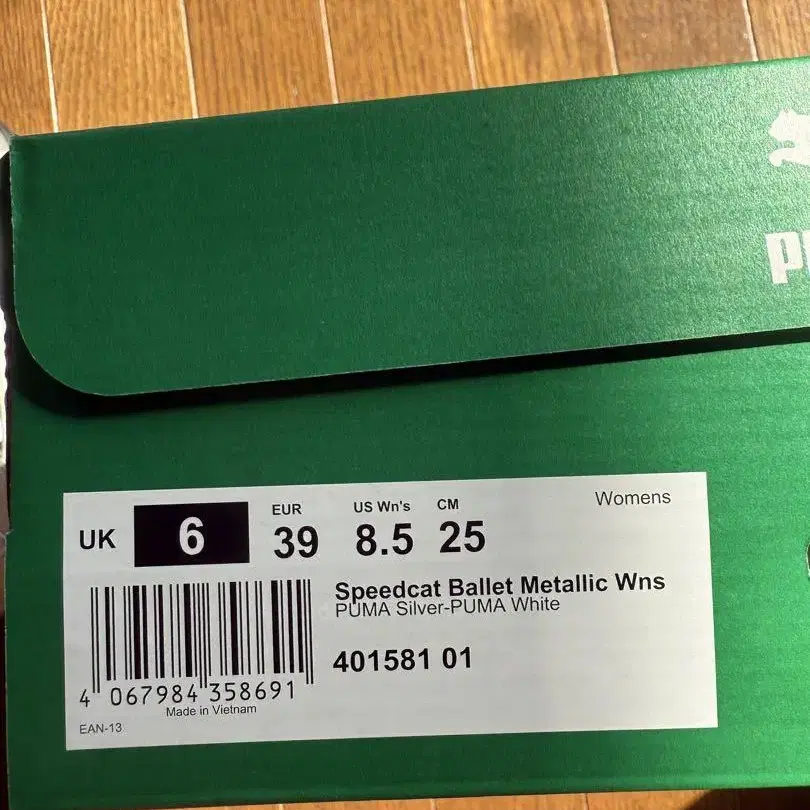 UK 6 EUR 39 US Wn's 8.5 CM 25 Womens
Speedcat Ballet Metallic Wns
PUMA Silver-PUMA White
401581 01
4 067984 358691
Made in Vietnam
EAN-13